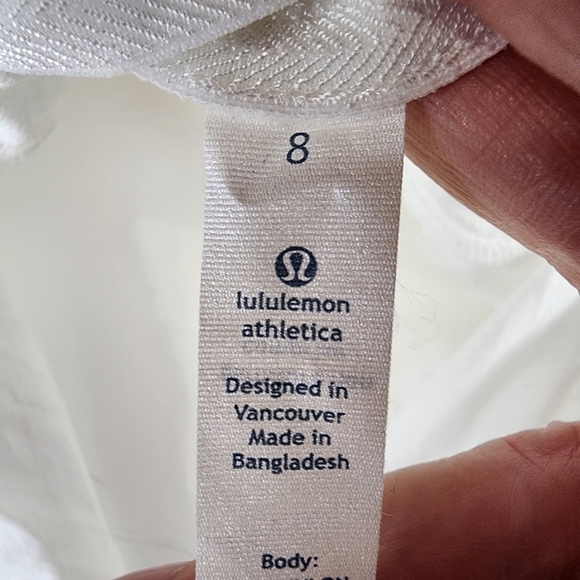 8
lululemon
athletica
Designed in
Vancouver
Made in
Bangladesh
Body: